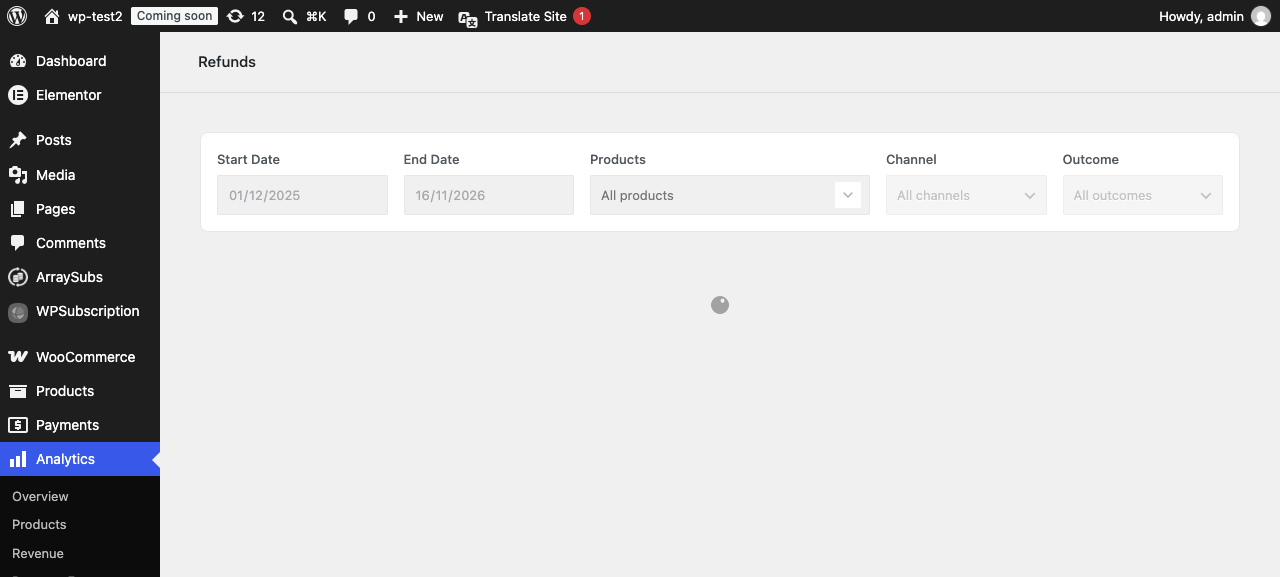 wp-test2 Coming soon 12 ⌘K 0 New Translate Site 1 Howdy, admin
Dashboard
Elementor
Posts
Media
Pages
Comments
ArraySubs
WPSubscription
WooCommerce
Products
Payments
Analytics
Overview
Products
Revenue
Refunds
Start Date End Date Products Channel Outcome
01/12/2025 16/11/2026 All products All channels All outcomes